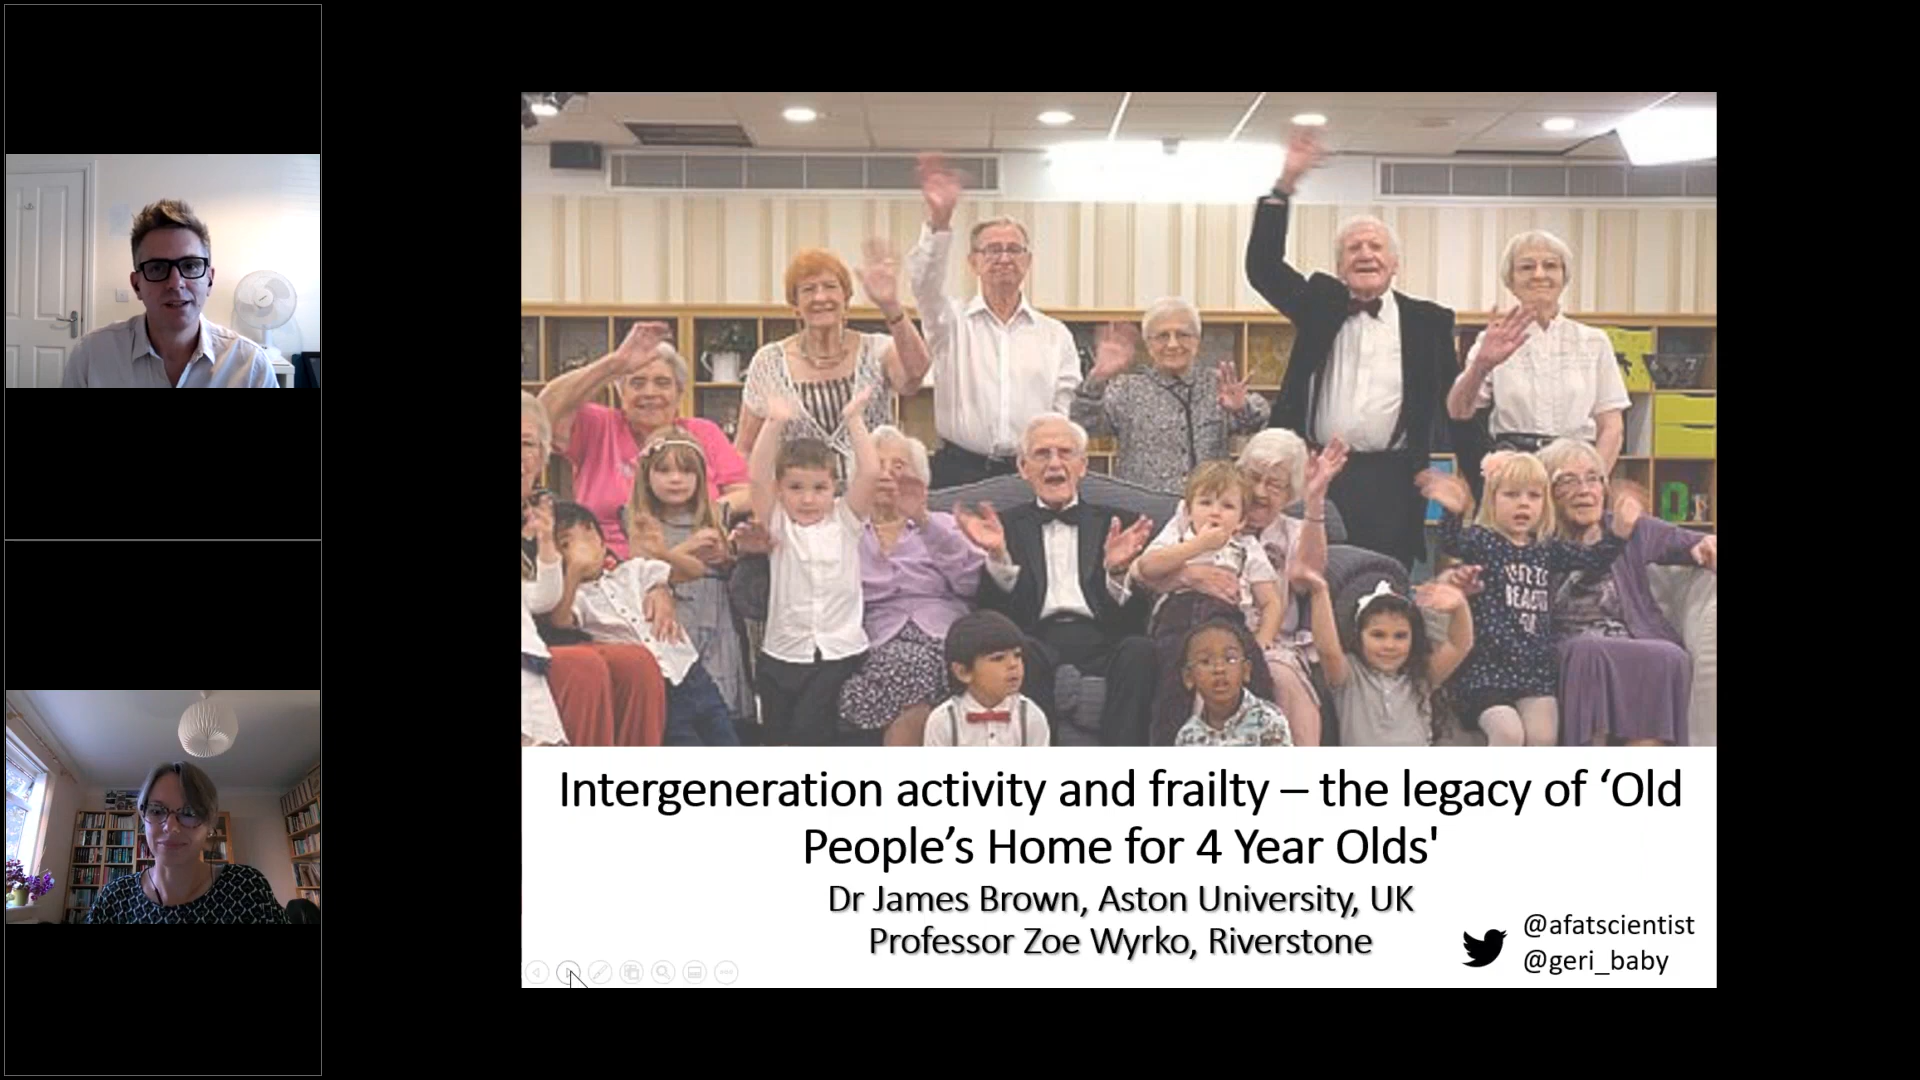 Intergeneration activity and frailty – the legacy of ‘Old
People’s Home for 4 Year Olds'
Dr James Brown, Aston University, UK
Professor Zoe Wyrko, Riverstone
@afatscientist
@geri_baby